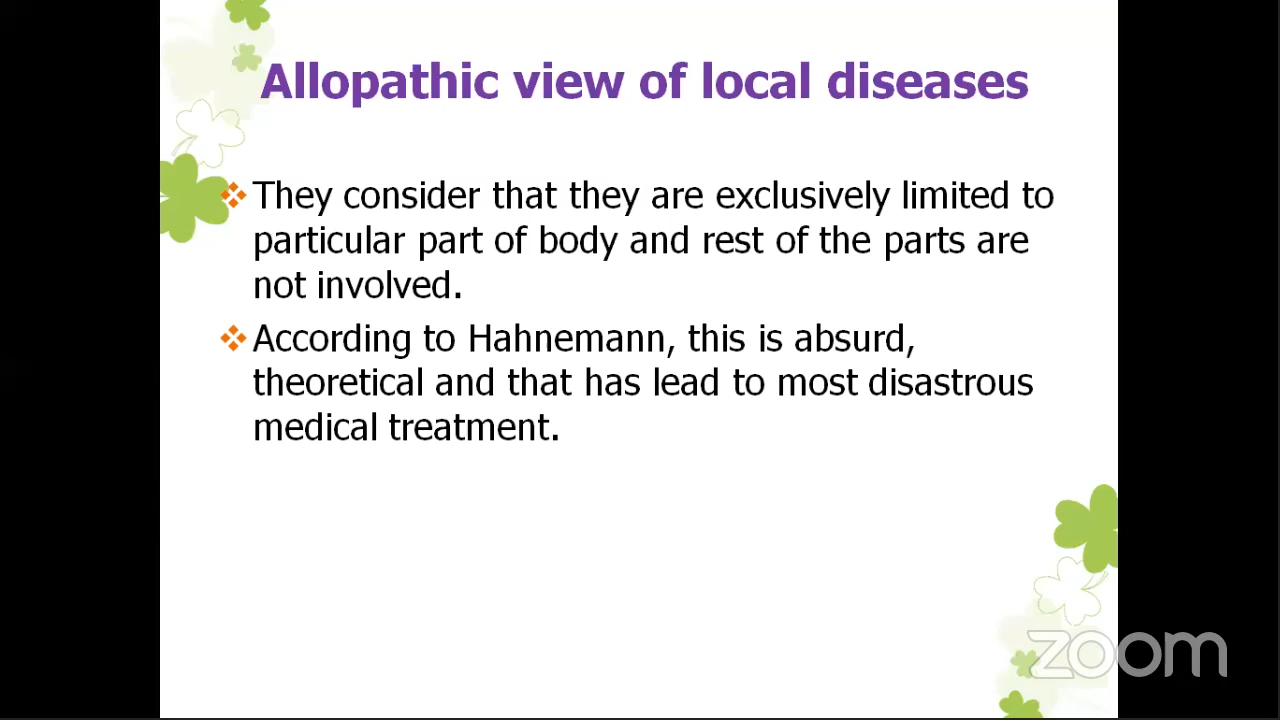 Allopathic view of local diseases
They consider that they are exclusively limited to
particular part of body and rest of the parts are
not involved.
According to Hahnemann, this is absurd,
theoretical and that has lead to most disastrous
medical treatment.
zoom